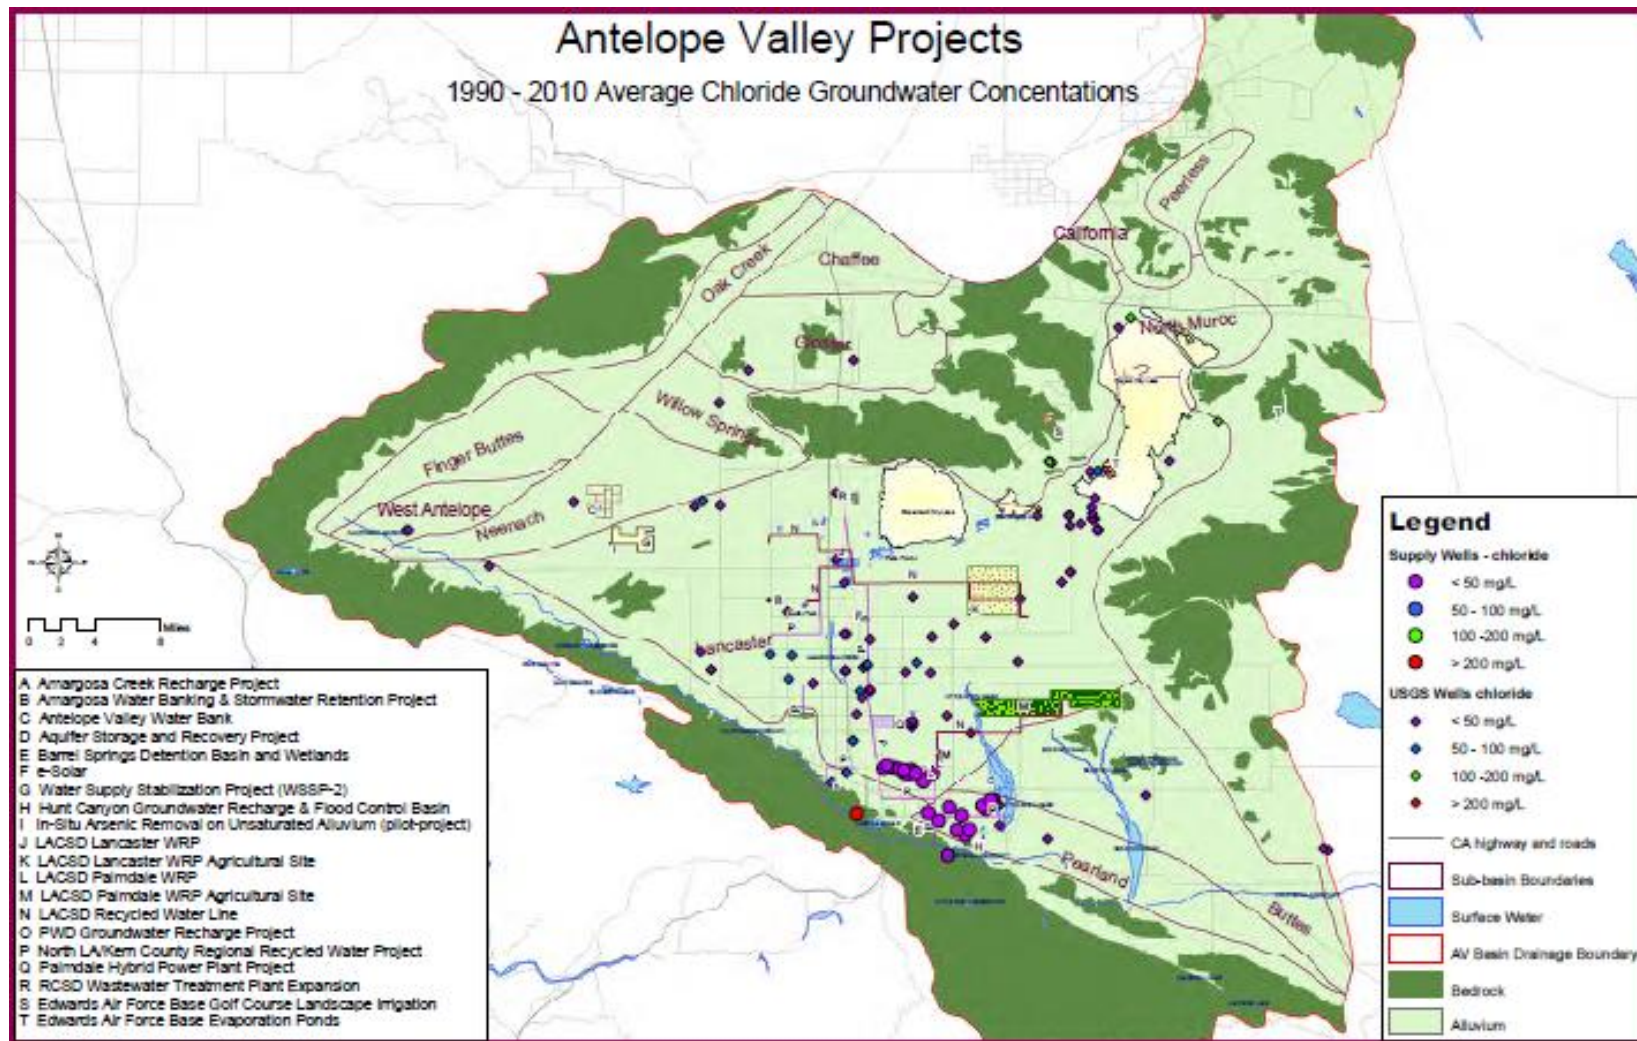 Antelope Valley Projects
1990 - 2010 Average Chloride Groundwater Concentations
Peerless
California
Oak Creek
Chaffee
North Muroc
Gloster
Willow Springs
Finger Buttes
West Antelope
Neenach
Lancaster
Pearland
Buttes
0 2 4 8 Miles
A Amargosa Creek Recharge Project
B Amargosa Water Banking & Stormwater Retention Project
C Antelope Valley Water Bank
D Aquifer Storage and Recovery Project
E Barrel Springs Detention Basin and Wetlands
F e-Solar
G Water Supply Stabilization Project (WSSP-2)
H Hunt Canyon Groundwater Recharge & Flood Control Basin
I In-Situ Arsenic Removal on Unsaturated Alluvium (pilot-project)
J LACSD Lancaster WRP
K LACSD Lancaster WRP Agricultural Site
L LACSD Palmdale WRP
M LACSD Palmdale WRP Agricultural Site
N LACSD Recycled Water Line
O PWD Groundwater Recharge Project
P North LA/Kern County Regional Recycled Water Project
Q Palmdale Hybrid Power Plant Project
R RCSD Wastewater Treatment Plant Expansion
S Edwards Air Force Base Golf Course Landscape Irrigation
T Edwards Air Force Base Evaporation Ponds
Legend
Supply Wells - chloride
< 50 mg/L
50 - 100 mg/L
100 -200 mg/L
> 200 mg/L
USGS Wells chloride
< 50 mg/L
50 - 100 mg/L
100 -200 mg/L
> 200 mg/L
CA highway and roads
Sub-basin Boundaries
Surface Water
AV Basin Drainage Boundary
Bedrock
Alluvium